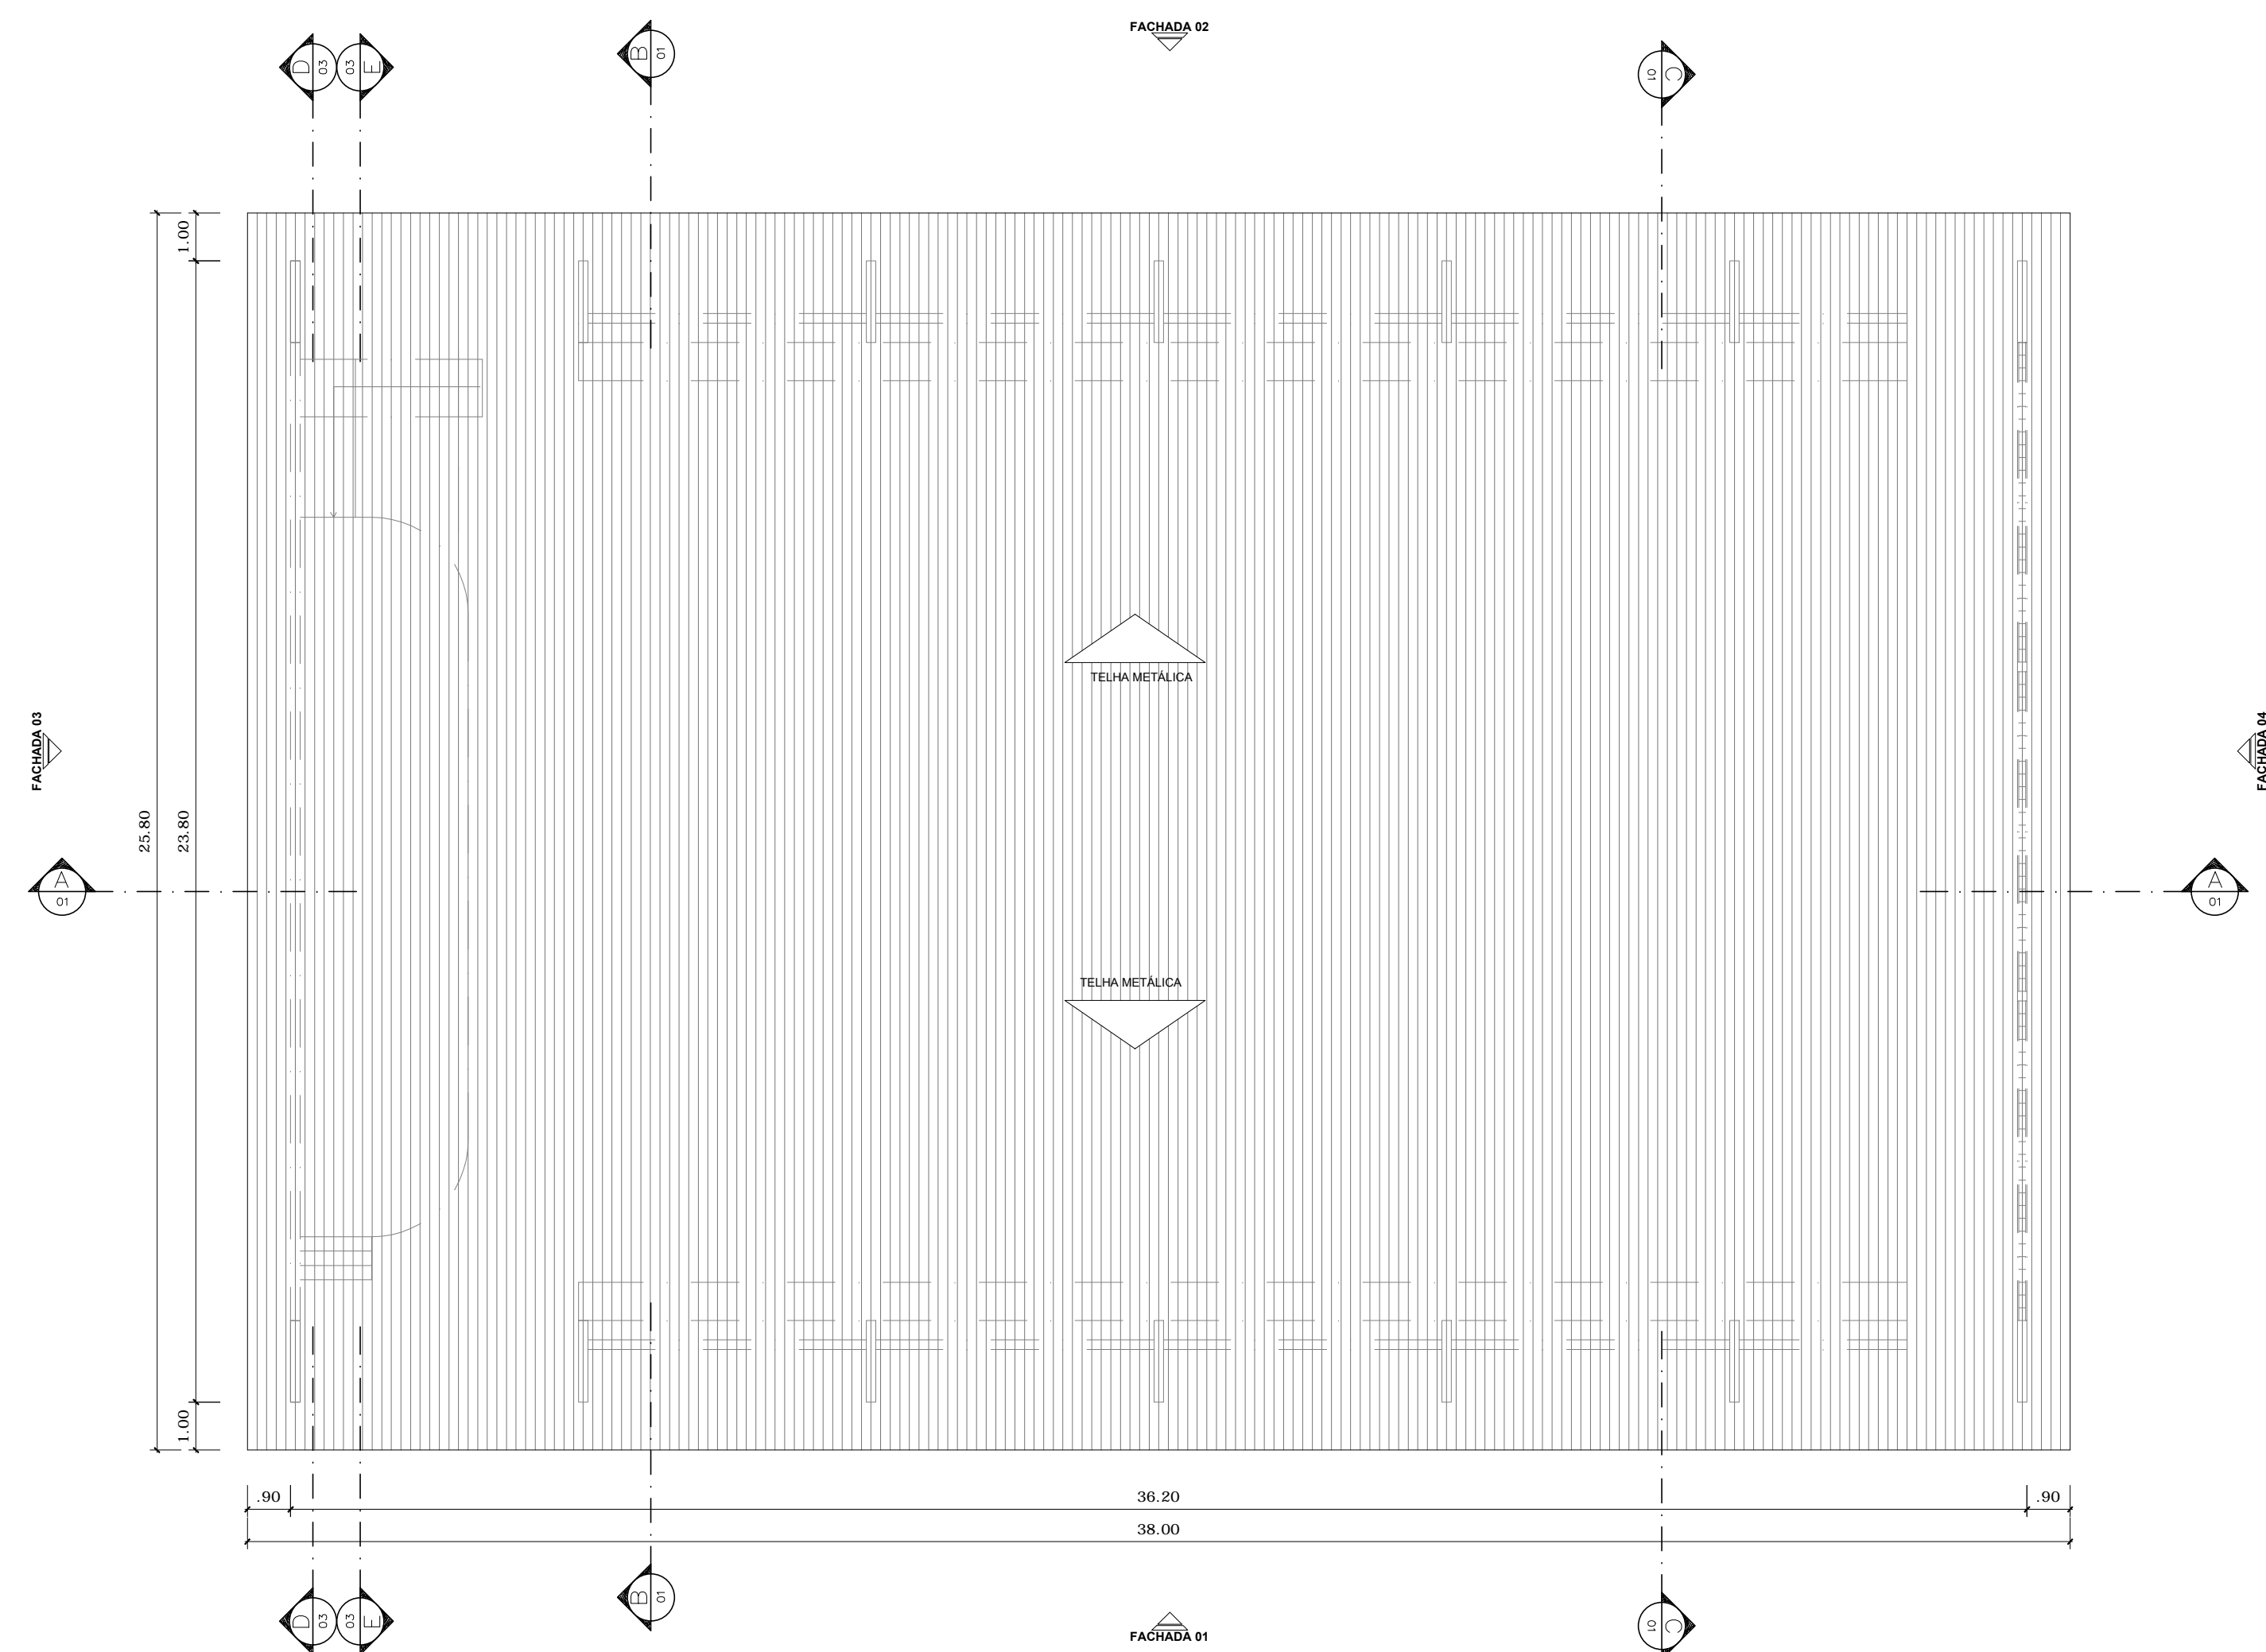 FACHADA 02
D
03
03
E
B
01
C
01
1.00
TELHA METÁLICA
FACHADA 03
FACHADA 04
25.80
23.80
A
01
A
01
TELHA METÁLICA
1.00
.90
36.20
.90
38.00
D
03
03
E
B
01
C
01
FACHADA 01